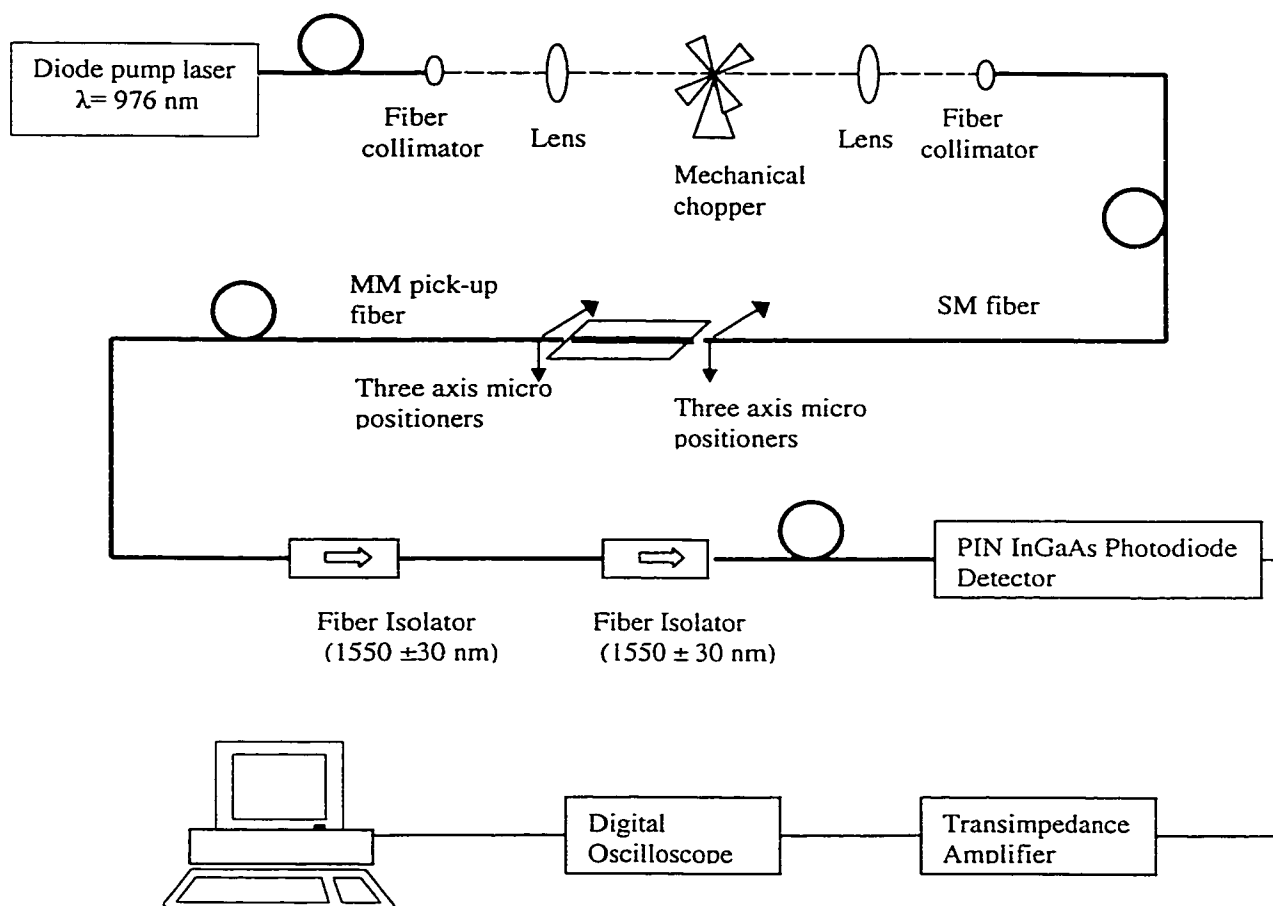 Diode pump laser
λ= 976 nm
Fiber
collimator
Lens
Mechanical
chopper
Lens
Fiber
collimator
MM pick-up
fiber
SM fiber
Three axis micro
positioners
Three axis micro
positioners
PIN InGaAs Photodiode
Detector
Fiber Isolator
(1550 ±30 nm)
Fiber Isolator
(1550 ± 30 nm)
Digital
Oscilloscope
Transimpedance
Amplifier